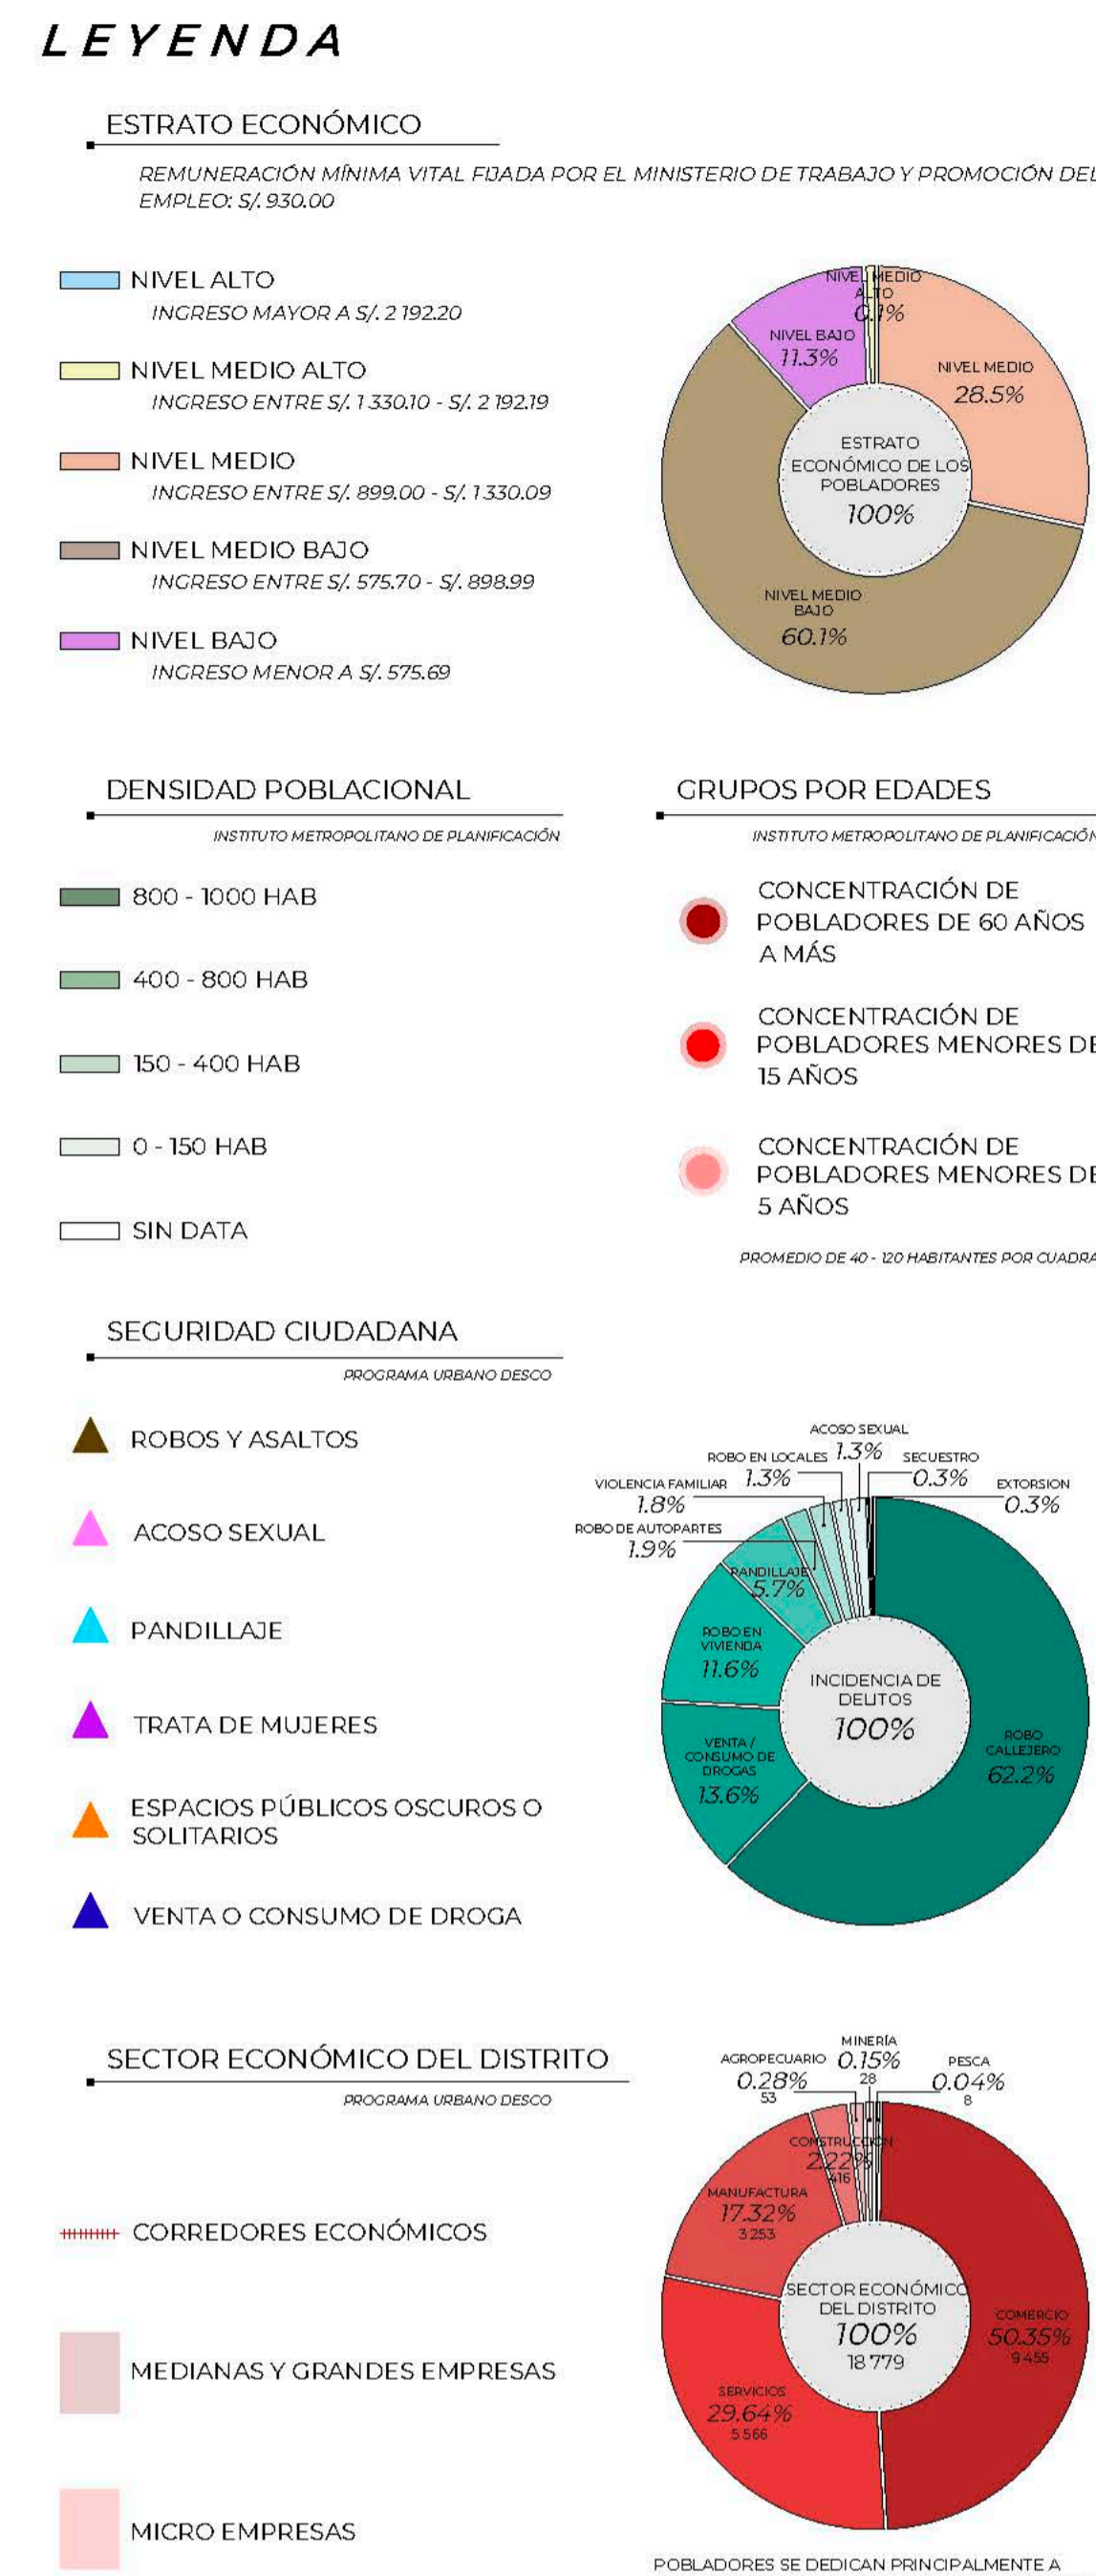 LEYENDA
ESTRATO ECONÓMICO
REMUNERACIÓN MÍNIMA VITAL FIJADA POR EL MINISTERIO DE TRABAJO Y PROMOCIÓN DEL
EMPLEO: S/. 930.00
NIVEL ALTO
INGRESO MAYOR A S/. 2 192.20
NIVEL MEDIO ALTO
INGRESO ENTRE S/. 1 330.10 - S/. 2 192.19
NIVEL MEDIO
INGRESO ENTRE S/. 899.00 - S/. 1 330.09
NIVEL MEDIO BAJO
INGRESO ENTRE S/. 575.70 - S/. 898.99
NIVEL BAJO
INGRESO MENOR A S/. 575.69
NIVEL MEDIO
ALTO
0.1%
NIVEL BAJO
11.3%
NIVEL MEDIO
28.5%
ESTRATO
ECONÓMICO DE LOS
POBLADORES
100%
NIVEL MEDIO
BAJO
60.1%
DENSIDAD POBLACIONAL
INSTITUTO METROPOLITANO DE PLANIFICACIÓN
800 - 1000 HAB
400 - 800 HAB
150 - 400 HAB
0 - 150 HAB
SIN DATA
GRUPOS POR EDADES
INSTITUTO METROPOLITANO DE PLANIFICACIÓN
CONCENTRACIÓN DE
POBLADORES DE 60 AÑOS
A MÁS
CONCENTRACIÓN DE
POBLADORES MENORES DE
15 AÑOS
CONCENTRACIÓN DE
POBLADORES MENORES DE
5 AÑOS
PROMEDIO DE 40 - 120 HABITANTES POR CUADRA
SEGURIDAD CIUDADANA
PROGRAMA URBANO DESCO
ROBOS Y ASALTOS
ACOSO SEXUAL
PANDILLAJE
TRATA DE MUJERES
ESPACIOS PÚBLICOS OSCUROS O
SOLITARIOS
VENTA O CONSUMO DE DROGA
ACOSO SEXUAL
1.3%
ROBO EN LOCALES
1.3%
SECUESTRO
0.3%
VIOLENCIA FAMILIAR
1.8%
EXTORSION
0.3%
ROBO DE AUTOPARTES
1.9%
PANDILLAJE
5.7%
ROBO EN
VIVIENDA
11.6%
INCIDENCIA DE
DELITOS
100%
VENTA /
CONSUMO DE
DROGAS
13.6%
ROBO
CALLEJERO
62.2%
SECTOR ECONÓMICO DEL DISTRITO
PROGRAMA URBANO DESCO
CORREDORES ECONÓMICOS
MEDIANAS Y GRANDES EMPRESAS
MICRO EMPRESAS
MINERÍA
0.15%
28
AGROPECUARIO
0.28%
53
PESCA
0.04%
8
CONSTRUCCIÓN
2.22%
416
MANUFACTURA
17.32%
3 253
SECTOR ECONÓMICO
DEL DISTRITO
100%
18 779
COMERCIO
50.35%
9 455
SERVICIOS
29.64%
5 566
POBLADORES SE DEDICAN PRINCIPALMENTE A